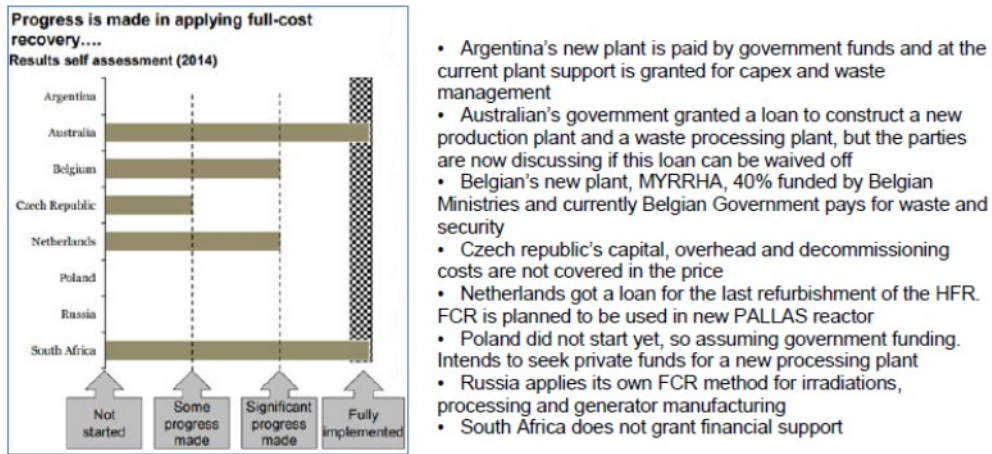 Progress is made in applying full-cost
recovery....
Results self assessment (2014)
Argentina
Australia
Belgium
Czech Republic
Netherlands
Poland
Russia
South Africa
Not
started
Some
progress
made
Significant
progress
made
Fully
implemented
• Argentina's new plant is paid by government funds and at the
current plant support is granted for capex and waste
management
• Australian's government granted a loan to construct a new
production plant and a waste processing plant, but the parties
are now discussing if this loan can be waived off
• Belgian's new plant, MYRRHA, 40% funded by Belgian
Ministries and currently Belgian Government pays for waste and
security
• Czech republic's capital, overhead and decommissioning
costs are not covered in the price
• Netherlands got a loan for the last refurbishment of the HFR.
FCR is planned to be used in new PALLAS reactor
• Poland did not start yet, so assuming government funding.
Intends to seek private funds for a new processing plant
• Russia applies its own FCR method for irradiations,
processing and generator manufacturing
• South Africa does not grant financial support